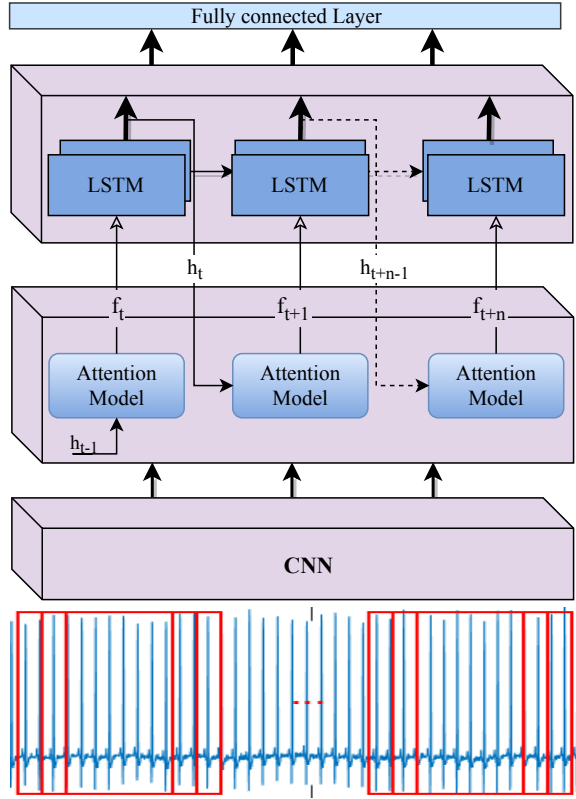 Fully connected Layer
LSTM LSTM LSTM
h_t h_{t+n-1}
f_t f_{t+1} f_{t+n}
Attention Attention Attention
Model Model Model
h_{t-1}
CNN
...